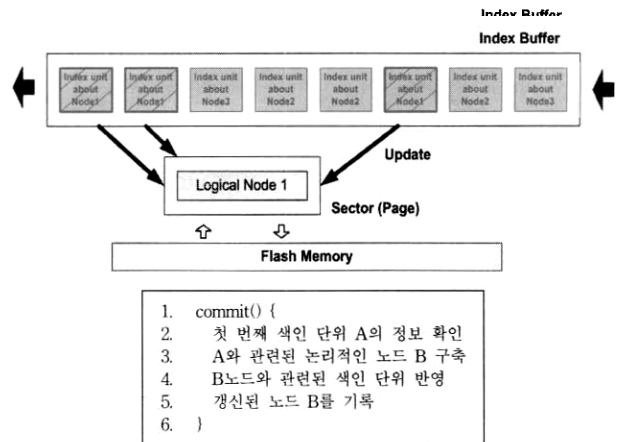 Index Buffer
Index Buffer
Index unit
about
Node1
Index unit
about
Node1
Index unit
about
Node3
Index unit
about
Node2
Index unit
about
Node2
Index unit
about
Node1
Index unit
about
Node2
Index unit
about
Node3
Update
Logical Node 1
Sector (Page)
Flash Memory
1. commit() {
2. 첫 번째 색인 단위 A의 정보 확인
3. A와 관련된 논리적인 노드 B 구축
4. B노드와 관련된 색인 단위 반영
5. 갱신된 노드 B를 기록
6. }